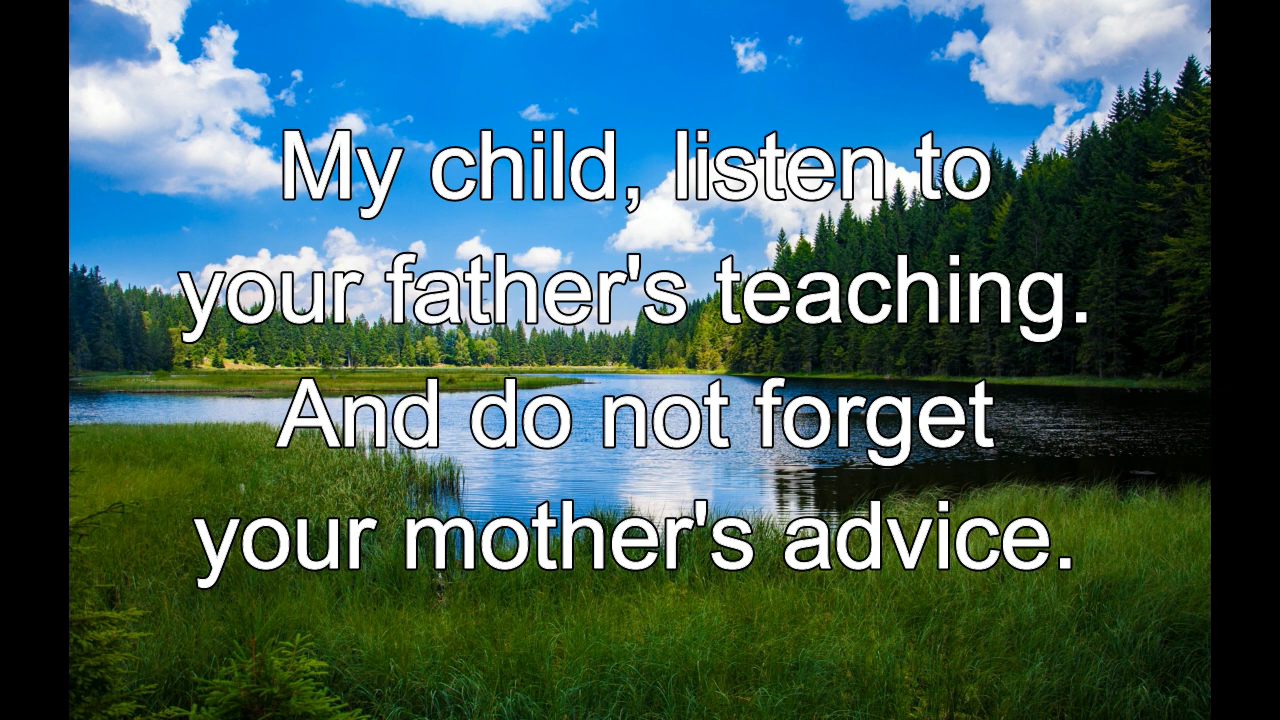 My child, listen to
your father's teaching.
And do not forget
your mother's advice.